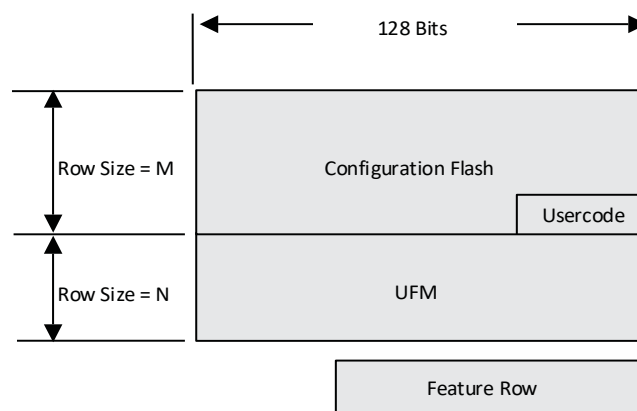 128 Bits
Row Size = M
Configuration Flash
Usercode
Row Size = N
UFM
Feature Row